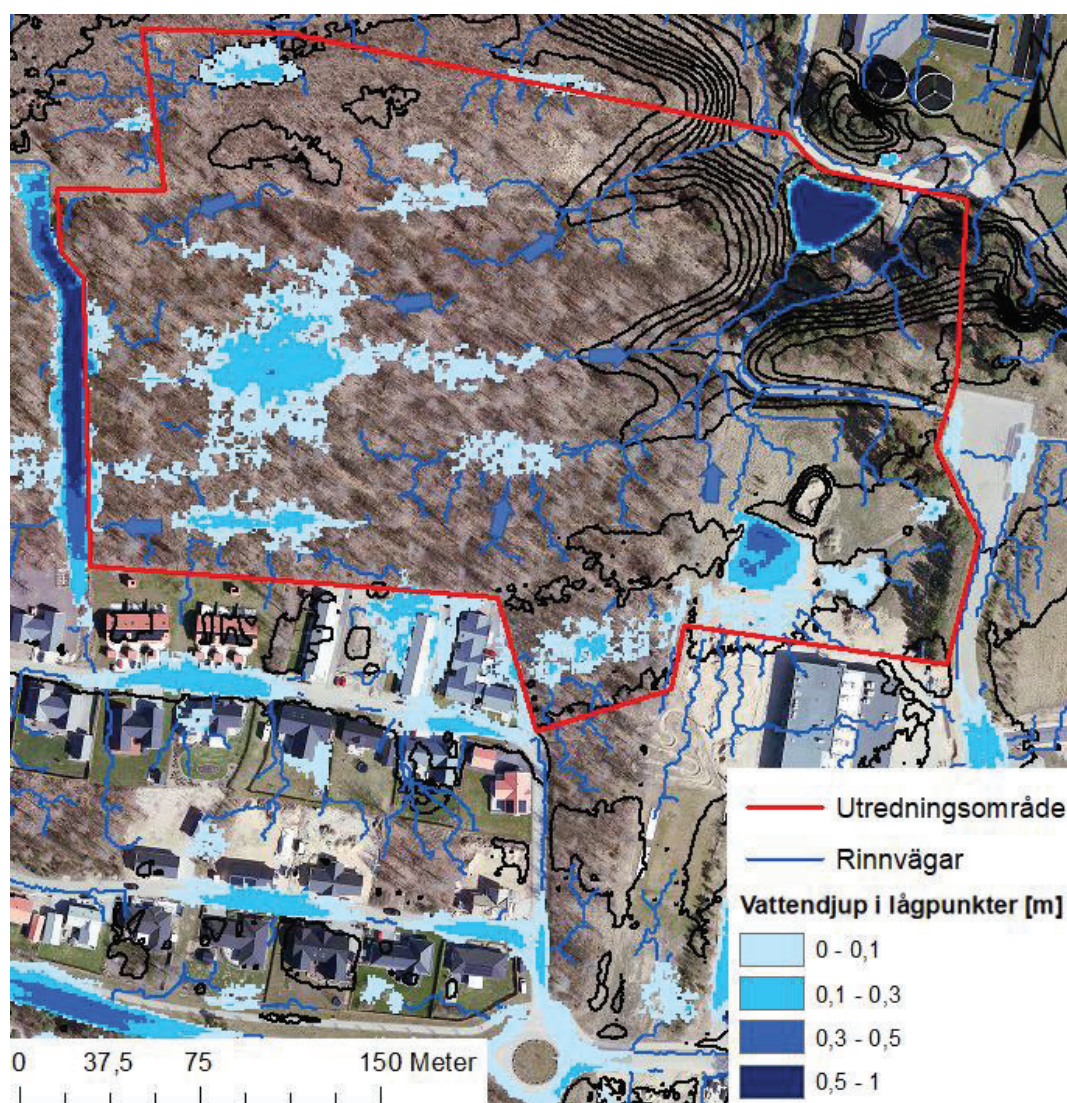 Utredningsområde
Rinnvägar
Vattendjup i lågpunkter [m]
0 - 0,1
0,1 - 0,3
0,3 - 0,5
0,5 - 1
0 37,5 75 150 Meter